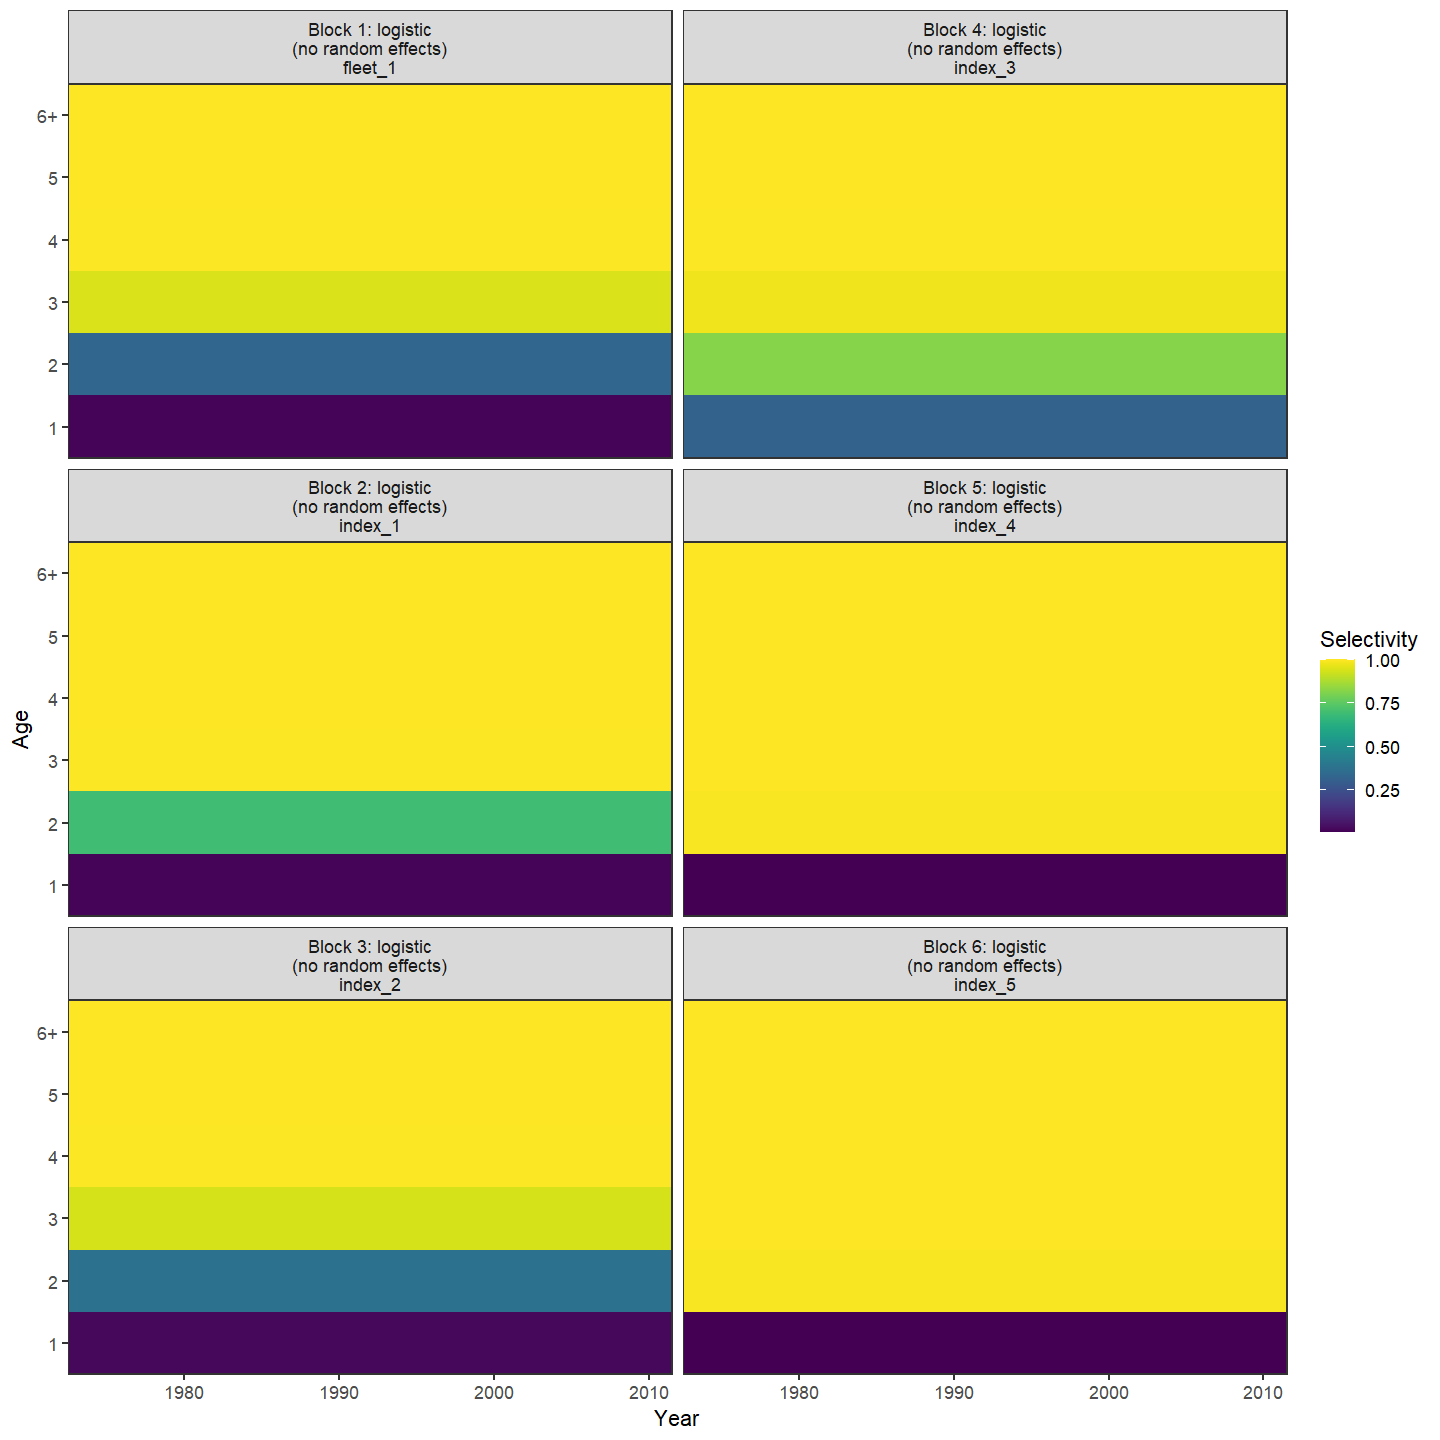 Block 1: logistic
(no random effects)
fleet_1
Block 4: logistic
(no random effects)
index_3
6+
5
4
3
2
1
Block 2: logistic
(no random effects)
index_1
Block 5: logistic
(no random effects)
index_4
6+
5
4
3
2
1
Block 3: logistic
(no random effects)
index_2
Block 6: logistic
(no random effects)
index_5
6+
5
4
3
2
1
1980 1990 2000 2010
1980 1990 2000 2010
Year
Age
Selectivity
1.00
0.75
0.50
0.25